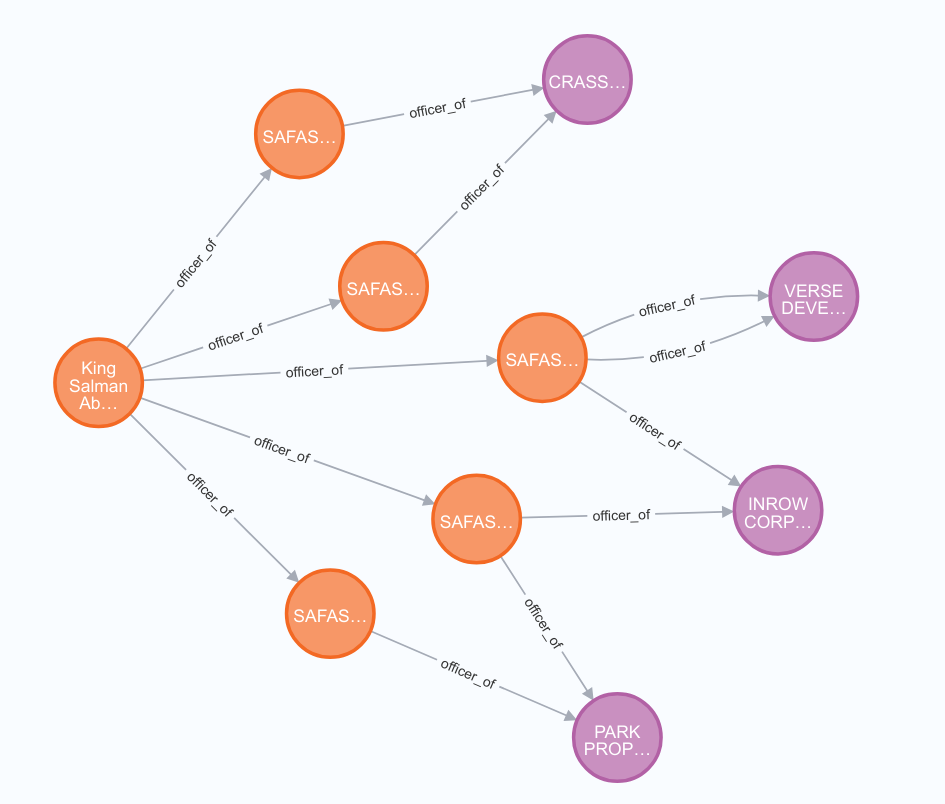 CRASS…
officer_of
SAFAS…
officer_of
officer_of
SAFAS…
VERSE
DEVE…
officer_of
officer_of
officer_of
SAFAS…
King
Salman
Ab…
officer_of
officer_of
officer_of
officer_of
INROW
CORP…
SAFAS…
officer_of
officer_of
SAFAS…
officer_of
officer_of
PARK
PROP…